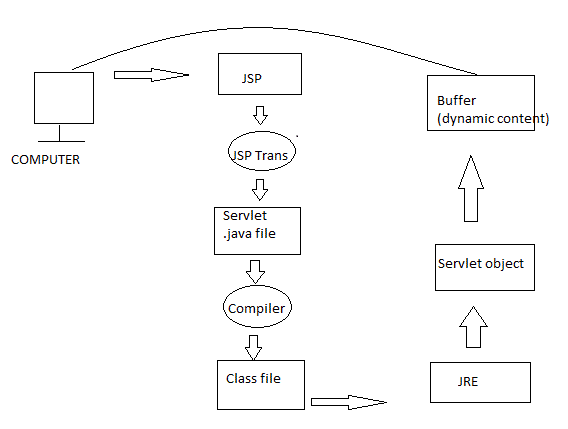 COMPUTER
JSP
JSP Trans
Servlet
.java file
Compiler
Class file
JRE
Servlet object
Buffer
(dynamic content)